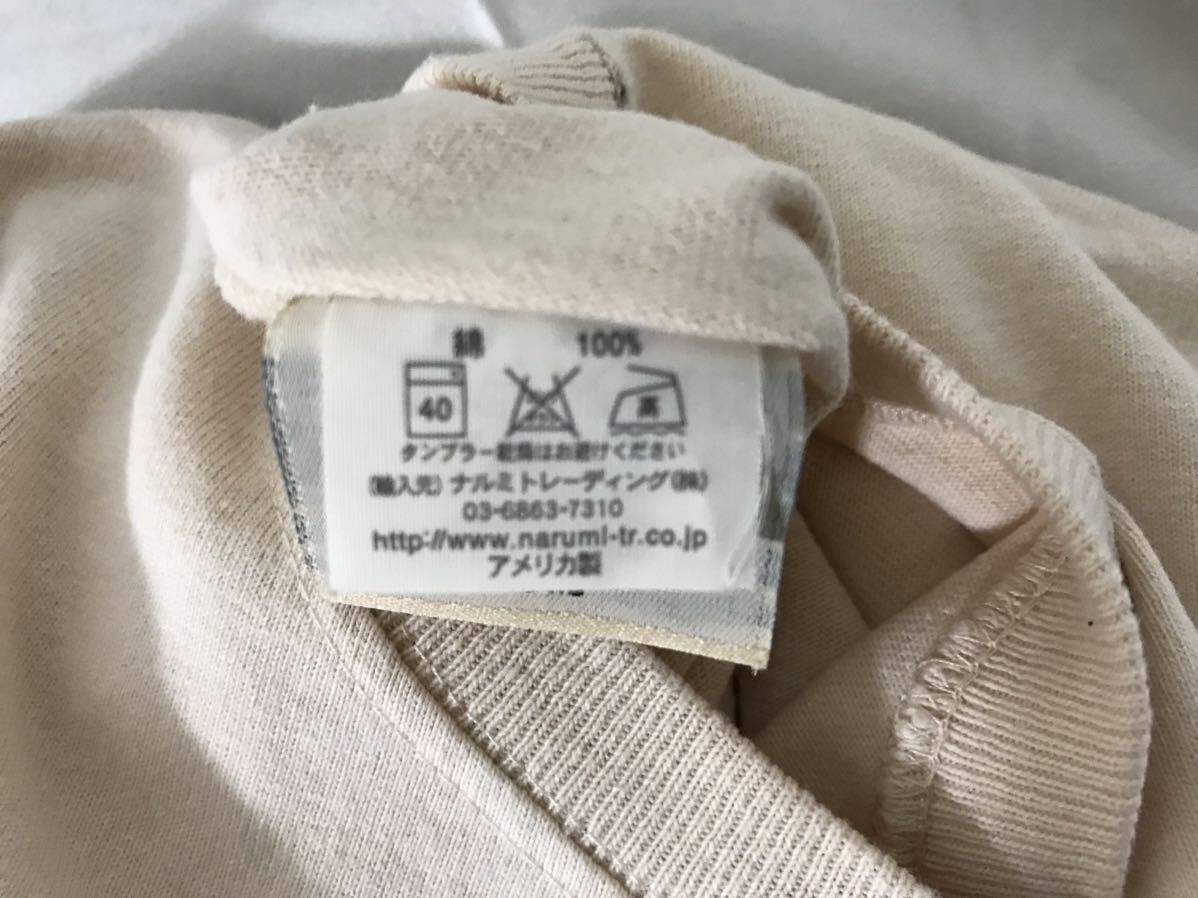 綿 100%
40 高
タンブラー乾燥はお避けください
(輸入先) ナルミトレーディング(株)
03-6863-7310
http://www.narumi-tr.co.jp
アメリカ製